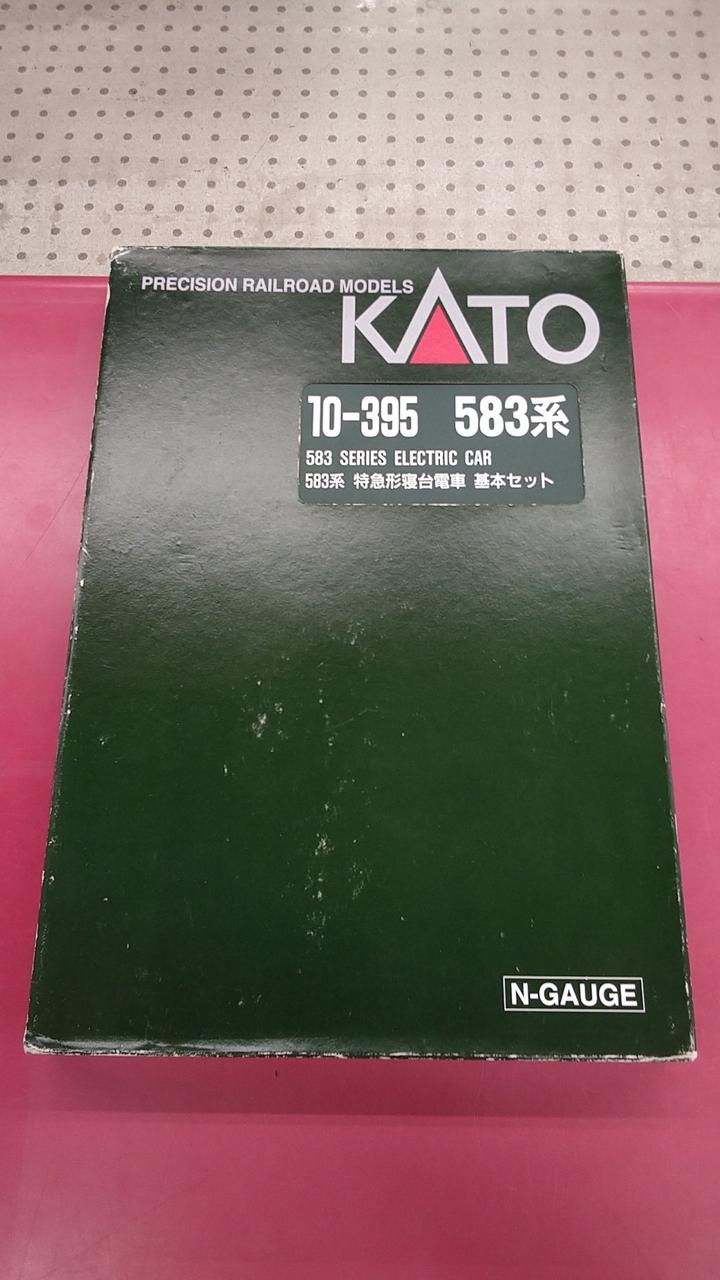 PRECISION RAILROAD MODELS
KATO
10-395 583系
583 SERIES ELECTRIC CAR
583系 特急形寝台電車 基本セット
N-GAUGE